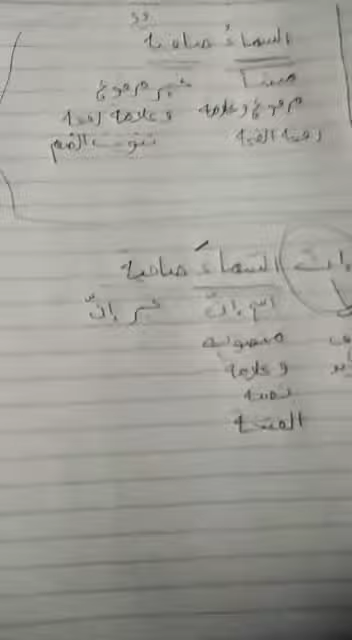 السماءُ صافية
مبتدأ خبر مرفوع
مرفوع وعلامة وعلامة رفعه
رفعه الضمة تنوين الضم
إنَّ السماءَ صافية
اسم إنّ خبر إنّ
منصوب
وعلامة
نصبه
الفتحة